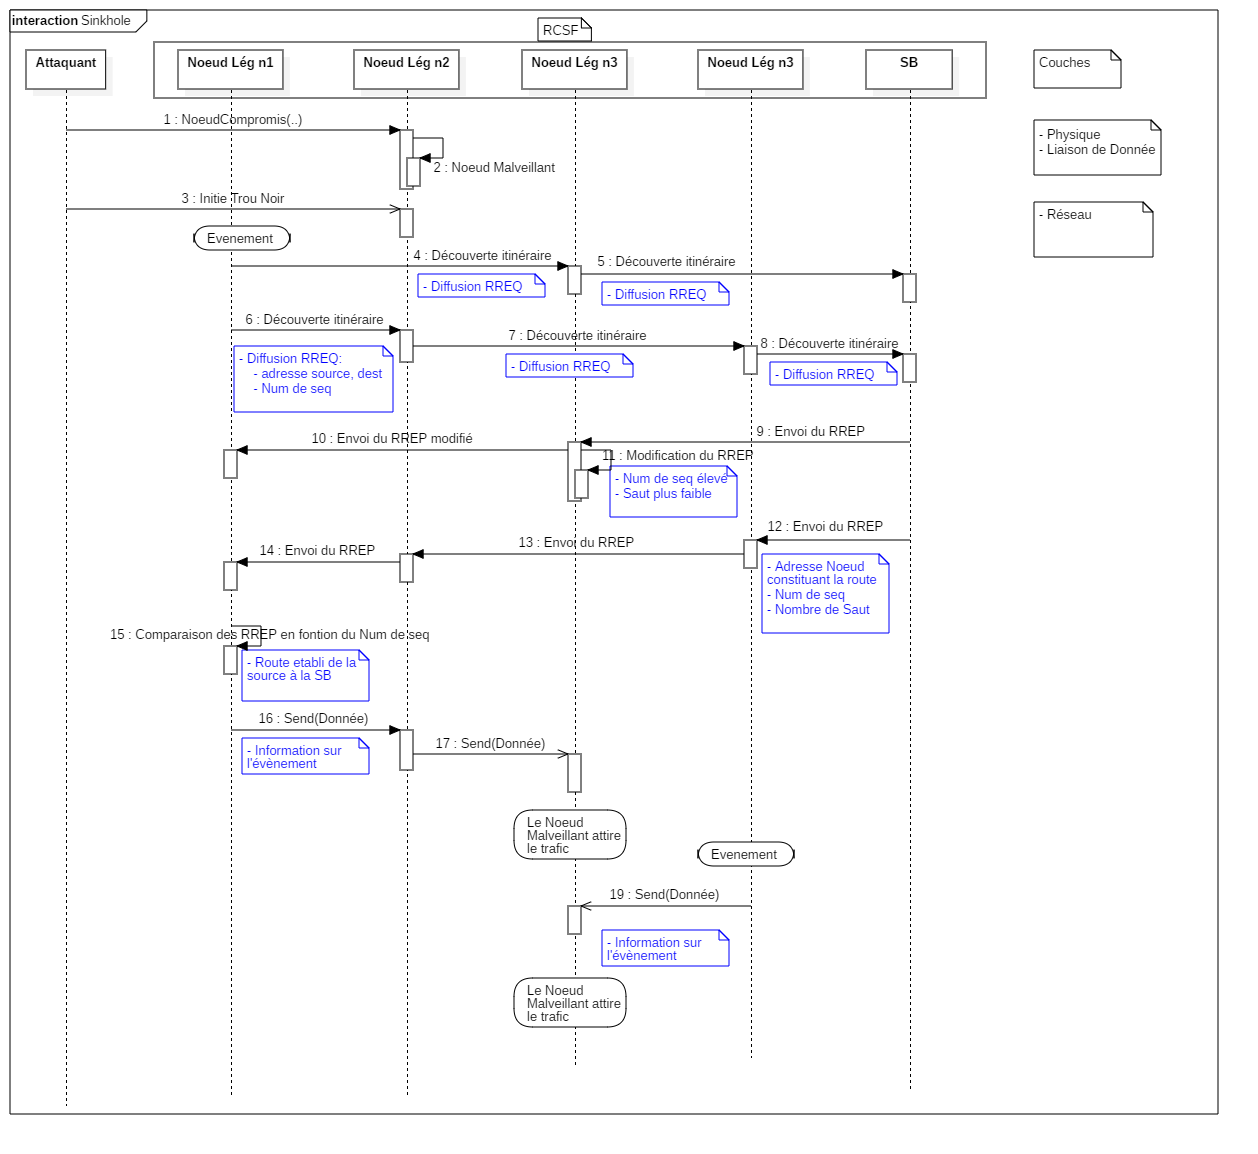 interaction Sinkhole
RCSF
Attaquant
Noeud Lég n1
Noeud Lég n2
Noeud Lég n3
Noeud Lég n3
SB
Couches
1 : NoeudCompromis(..)
- Physique
- Liaison de Donnée
2 : Noeud Malveillant
3 : Initie Trou Noir
- Réseau
Evenement
4 : Découverte itinéraire
5 : Découverte itinéraire
- Diffusion RREQ
- Diffusion RREQ
6 : Découverte itinéraire
7 : Découverte itinéraire
8 : Découverte itinéraire
- Diffusion RREQ:
- adresse source, dest
- Num de seq
- Diffusion RREQ
- Diffusion RREQ
9 : Envoi du RREP
10 : Envoi du RREP modifié
11 : Modification du RREP
- Num de seq élevé
- Saut plus faible
12 : Envoi du RREP
13 : Envoi du RREP
14 : Envoi du RREP
- Adresse Noeud
constituant la route
- Num de seq
- Nombre de Saut
15 : Comparaison des RREP en fontion du Num de seq
- Route etabli de la
source à la SB
16 : Send(Donnée)
17 : Send(Donnée)
- Information sur
l'évènement
Le Noeud
Malveillant attire
le trafic
Evenement
19 : Send(Donnée)
- Information sur
l'évènement
Le Noeud
Malveillant attire
le trafic